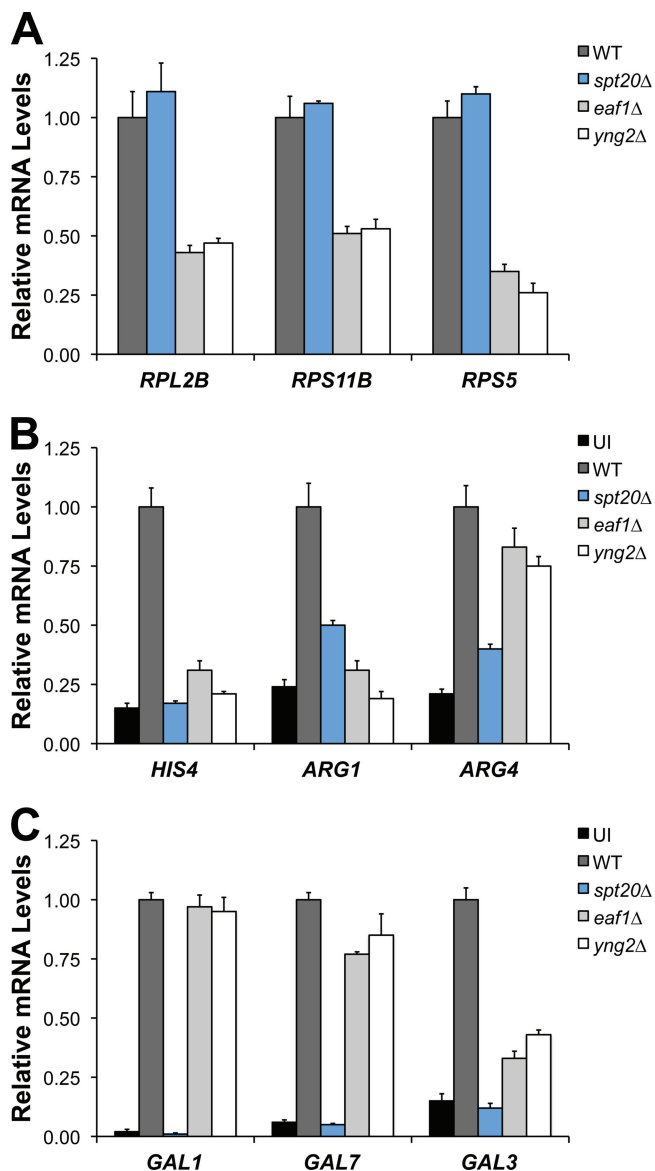 A
Relative mRNA Levels
1.25
1.00
0.75
0.50
0.25
0.00
RPL2B RPS11B RPS5
WT
spt20Δ
eaf1Δ
yng2Δ
B
Relative mRNA Levels
1.25
1.00
0.75
0.50
0.25
0.00
HIS4 ARG1 ARG4
UI
WT
spt20Δ
eaf1Δ
yng2Δ
C
Relative mRNA Levels
1.25
1.00
0.75
0.50
0.25
0.00
GAL1 GAL7 GAL3
UI
WT
spt20Δ
eaf1Δ
yng2Δ